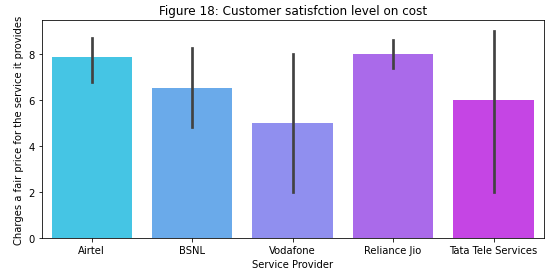 Figure 18: Customer satisfction level on cost
Charges a fair price for the service it provides
8
6
4
2
0
Airtel BSNL Vodafone Reliance Jio Tata Tele Services
Service Provider